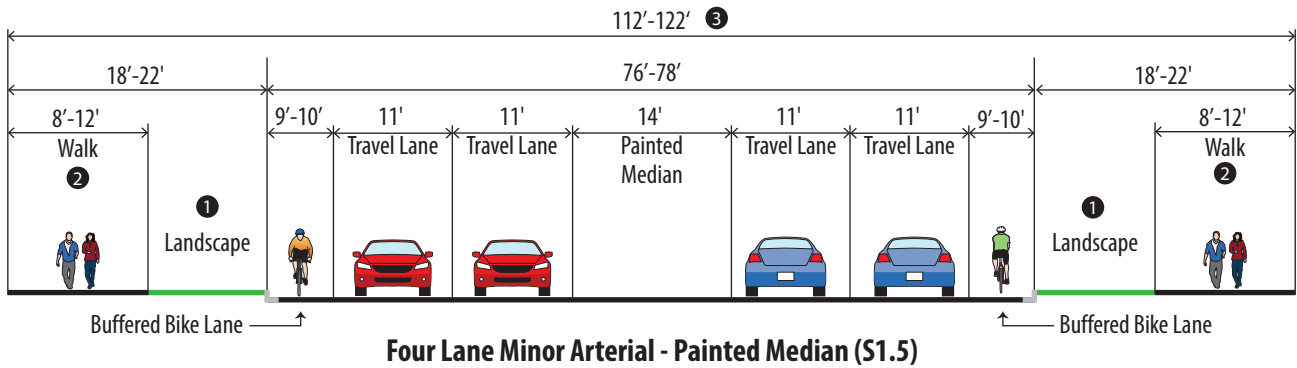 112’-122‘ 3
18’-22' 76’-78’ 18’-22'
8’-12’ 9’-10’ 11' 11' 14' 11' 11' 9’-10’ 8’-12’
Walk Travel Lane Travel Lane Painted Travel Lane Travel Lane Walk
2 Median 2
1 1
Landscape Landscape
Buffered Bike Lane Buffered Bike Lane
Four Lane Minor Arterial - Painted Median (S1.5)